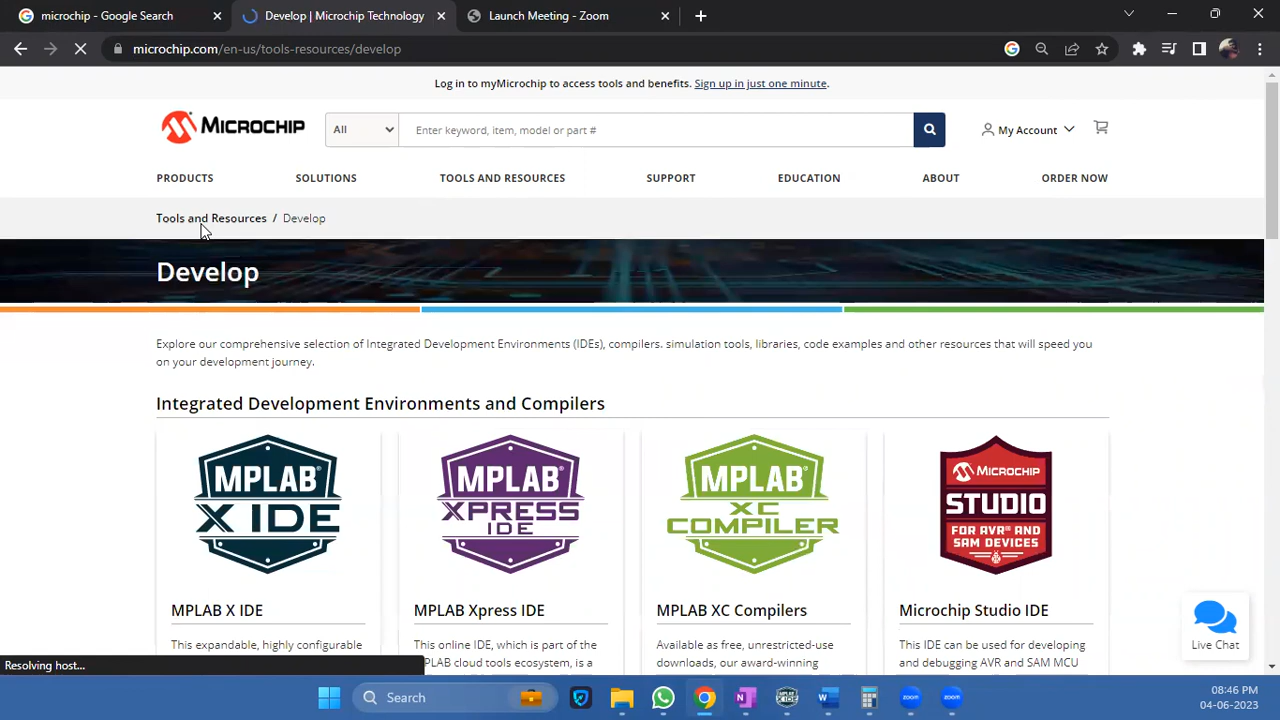 microchip - Google Search
Develop | Microchip Technology
Launch Meeting - Zoom
microchip.com/en-us/tools-resources/develop
Log in to myMicrochip to access tools and benefits. Sign up in just one minute.
MICROCHIP
All
Enter keyword, item, model or part #
My Account
PRODUCTS
SOLUTIONS
TOOLS AND RESOURCES
SUPPORT
EDUCATION
ABOUT
ORDER NOW
Tools and Resources / Develop
Develop
Explore our comprehensive selection of Integrated Development Environments (IDEs), compilers. simulation tools, libraries, code examples and other resources that will speed you
on your development journey.
Integrated Development Environments and Compilers
MPLAB®
X IDE
MPLAB®
XPRESS
IDE
MPLAB®
XC
COMPILER
MICROCHIP
STUDIO
FOR AVR® AND
SAM DEVICES
MPLAB X IDE
This expandable, highly configurable
MPLAB Xpress IDE
This online IDE, which is part of the
MPLAB cloud tools ecosystem, is a
MPLAB XC Compilers
Available as free, unrestricted-use
downloads, our award-winning
Microchip Studio IDE
This IDE can be used for developing
and debugging AVR and SAM MCU
Live Chat
Resolving host...
Search
08:46 PM
04-06-2023